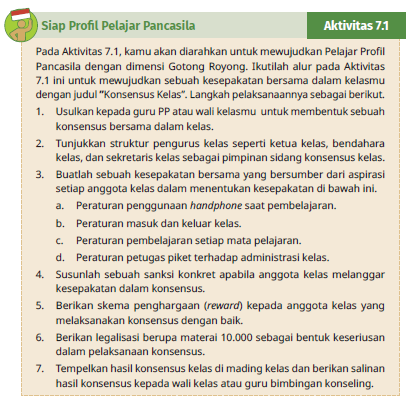 Siap Profil Pelajar Pancasila
Aktivitas 7.1
Pada Aktivitas 7.1, kamu akan diarahkan untuk mewujudkan Pelajar Profil
Pancasila dengan dimensi Gotong Royong. Ikutilah alur pada Aktivitas
7.1 ini untuk mewujudkan sebuah kesepakatan bersama dalam kelasmu
dengan judul "Konsensus Kelas". Langkah pelaksanaannya sebagai berikut.
1. Usulkan kepada guru PP atau wali kelasmu untuk membentuk sebuah
konsensus bersama dalam kelas.
2. Tunjukkan struktur pengurus kelas seperti ketua kelas, bendahara
kelas, dan sekretaris kelas sebagai pimpinan sidang konsensus kelas.
3. Buatlah sebuah kesepakatan bersama yang bersumber dari aspirasi
setiap anggota kelas dalam menentukan kesepakatan di bawah ini.
a. Peraturan penggunaan handphone saat pembelajaran.
b. Peraturan masuk dan keluar kelas.
c. Peraturan pembelajaran setiap mata pelajaran.
d. Peraturan petugas piket terhadap administrasi kelas.
4. Susunlah sebuah sanksi konkret apabila anggota kelas melanggar
kesepakatan dalam konsensus.
5. Berikan skema penghargaan (reward) kepada anggota kelas yang
melaksanakan konsensus dengan baik.
6. Berikan legalisasi berupa materai 10.000 sebagai bentuk keseriusan
dalam pelaksanaan konsensus.
7. Tempelkan hasil konsensus kelas di mading kelas dan berikan salinan
hasil konsensus kepada wali kelas atau guru bimbingan konseling.